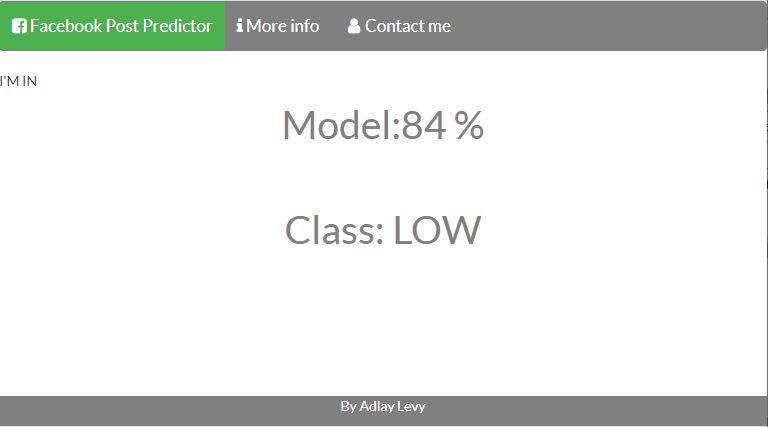 Facebook Post Predictor More info Contact me
I'M IN
Model:84 %
Class: LOW
By Adlay Levy